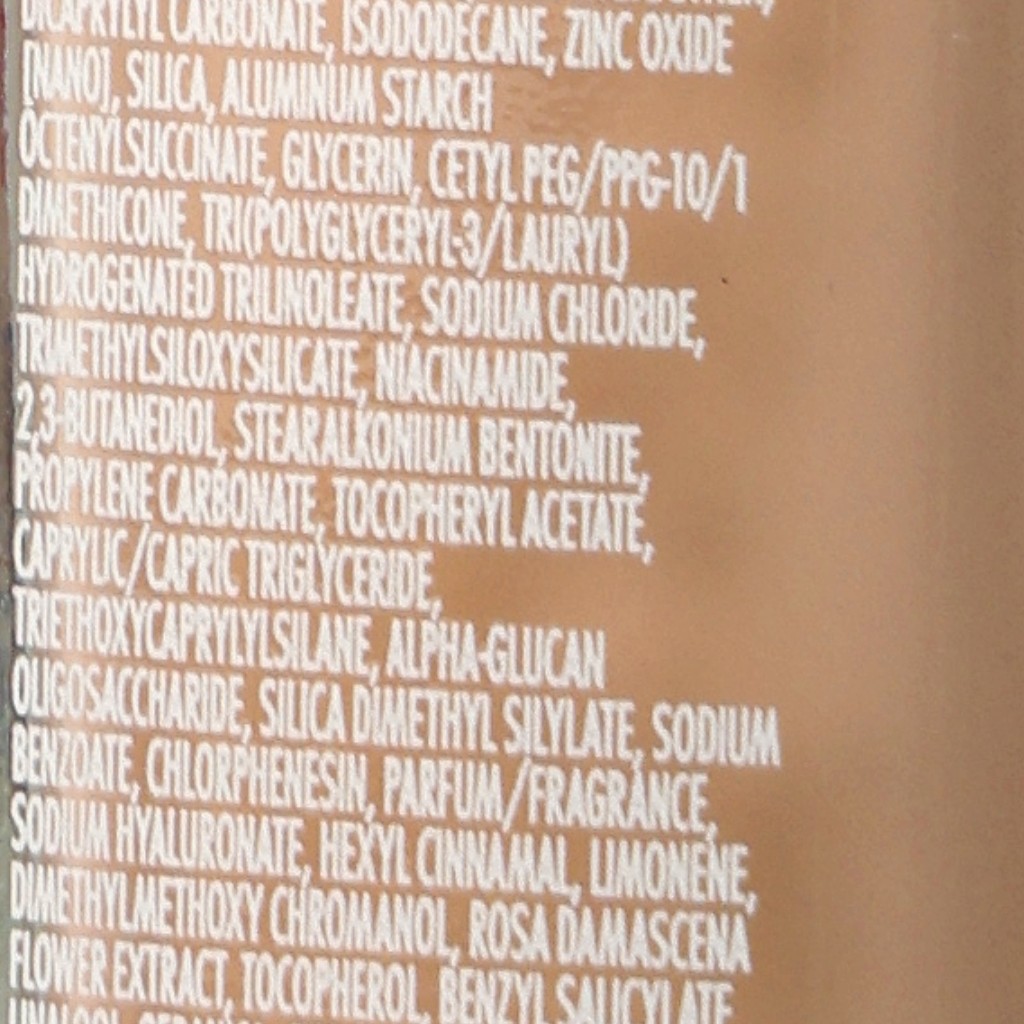 DICAPRYLYL CARBONATE, ISODODECANE, ZINC OXIDE
[NANO], SILICA, ALUMINUM STARCH
OCTENYLSUCCINATE, GLYCERIN, CETYL PEG/PPG-10/1
DIMETHICONE, TRI(POLYGLYCERYL-3/LAURYL)
HYDROGENATED TRILINOLEATE, SODIUM CHLORIDE,
TRIMETHYLSILOXYSILICATE, NIACINAMIDE,
2,3-BUTANEDIOL, STEARALKONIUM BENTONITE,
PROPYLENE CARBONATE, TOCOPHERYL ACETATE,
CAPRYLIC/CAPRIC TRIGLYCERIDE,
TRIETHOXYCAPRYLYLSILANE, ALPHA-GLUCAN
OLIGOSACCHARIDE, SILICA DIMETHYL SILYLATE, SODIUM
BENZOATE, CHLORPHENESIN, PARFUM/FRAGRANCE,
SODIUM HYALURONATE, HEXYL CINNAMAL, LIMONENE,
DIMETHYLMETHOXY CHROMANOL, ROSA DAMASCENA
FLOWER EXTRACT, TOCOPHEROL, BENZYL SALICYLATE